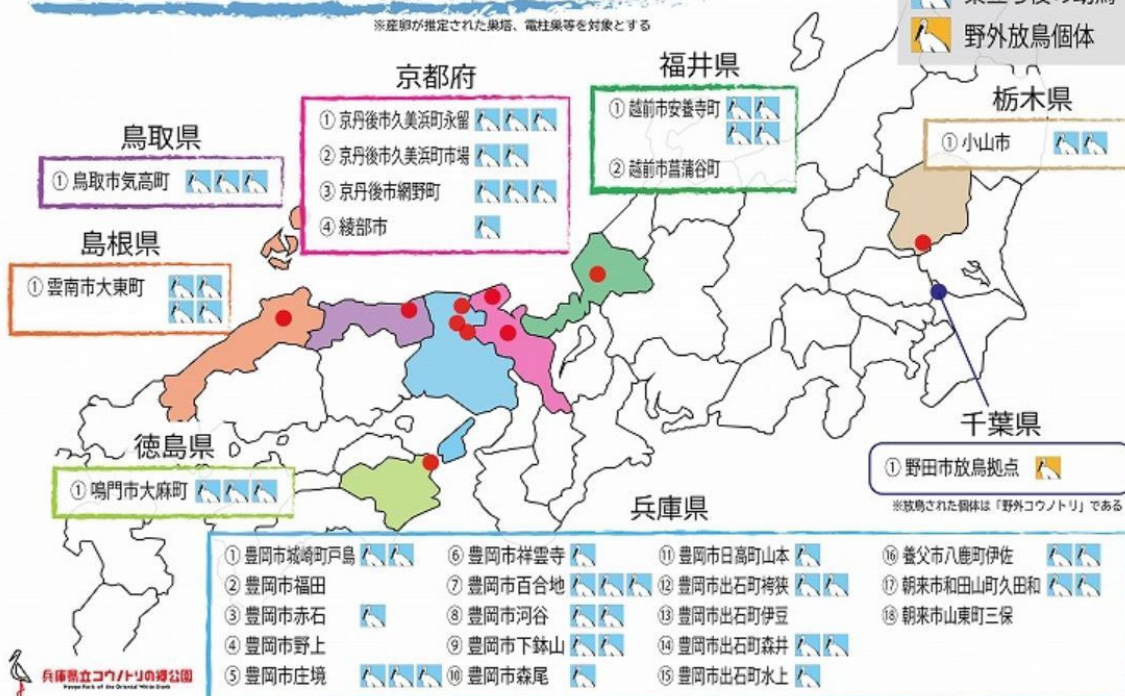 ※産卵が推定された巣塔、電柱巣等を対象とする
野外放鳥個体
京都府
① 京丹後市久美浜町永留
② 京丹後市久美浜町市場
③ 京丹後市網野町
④ 綾部市
福井県
① 越前市安養寺町
② 越前市菖蒲谷町
栃木県
① 小山市
鳥取県
① 鳥取市気高町
島根県
① 雲南市大東町
徳島県
① 鳴門市大麻町
千葉県
① 野田市放鳥拠点
※放鳥された個体は「野外コウノトリ」である
兵庫県
① 豊岡市城崎町戸島
② 豊岡市福田
③ 豊岡市赤石
④ 豊岡市野上
⑤ 豊岡市庄境
⑥ 豊岡市祥雲寺
⑦ 豊岡市百合地
⑧ 豊岡市河谷
⑨ 豊岡市下鉢山
⑩ 豊岡市森尾
⑪ 豊岡市日高町山本
⑫ 豊岡市出石町袴狭
⑬ 豊岡市出石町伊豆
⑭ 豊岡市出石町森井
⑮ 豊岡市出石町水上
⑯ 養父市八鹿町伊佐
⑰ 朝来市和田山町久田和
⑱ 朝来市山東町三保
兵庫県立コウノトリの郷公園
Hyogo Park of the Oriental White Stork